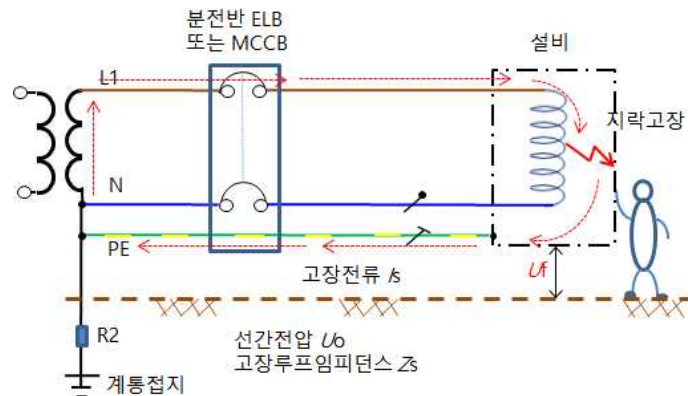 분전반 ELB
또는 MCCB
설비
L1
지락고장
N
PE
Uf
고장전류 Is
R2
선간전압 Uo
고장루프임피던스 Zs
계통접지